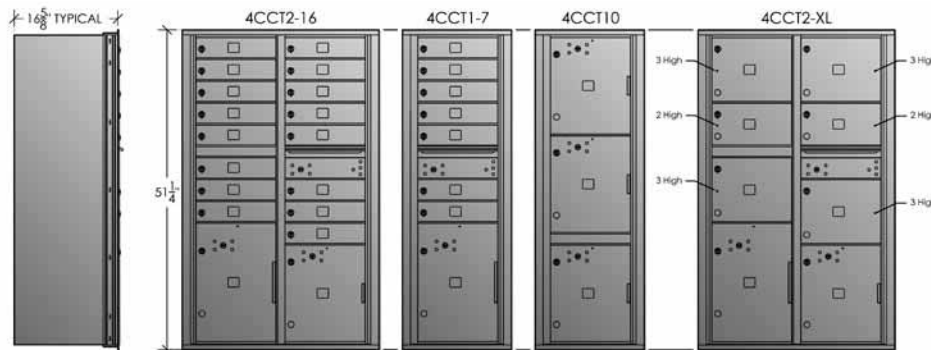 16 5/8" TYPICAL
4CCT2-16
4CCT1-7
4CCT10
4CCT2-XL
51 1/4"
3 High
3 High
2 High
2 High
3 High
3 High